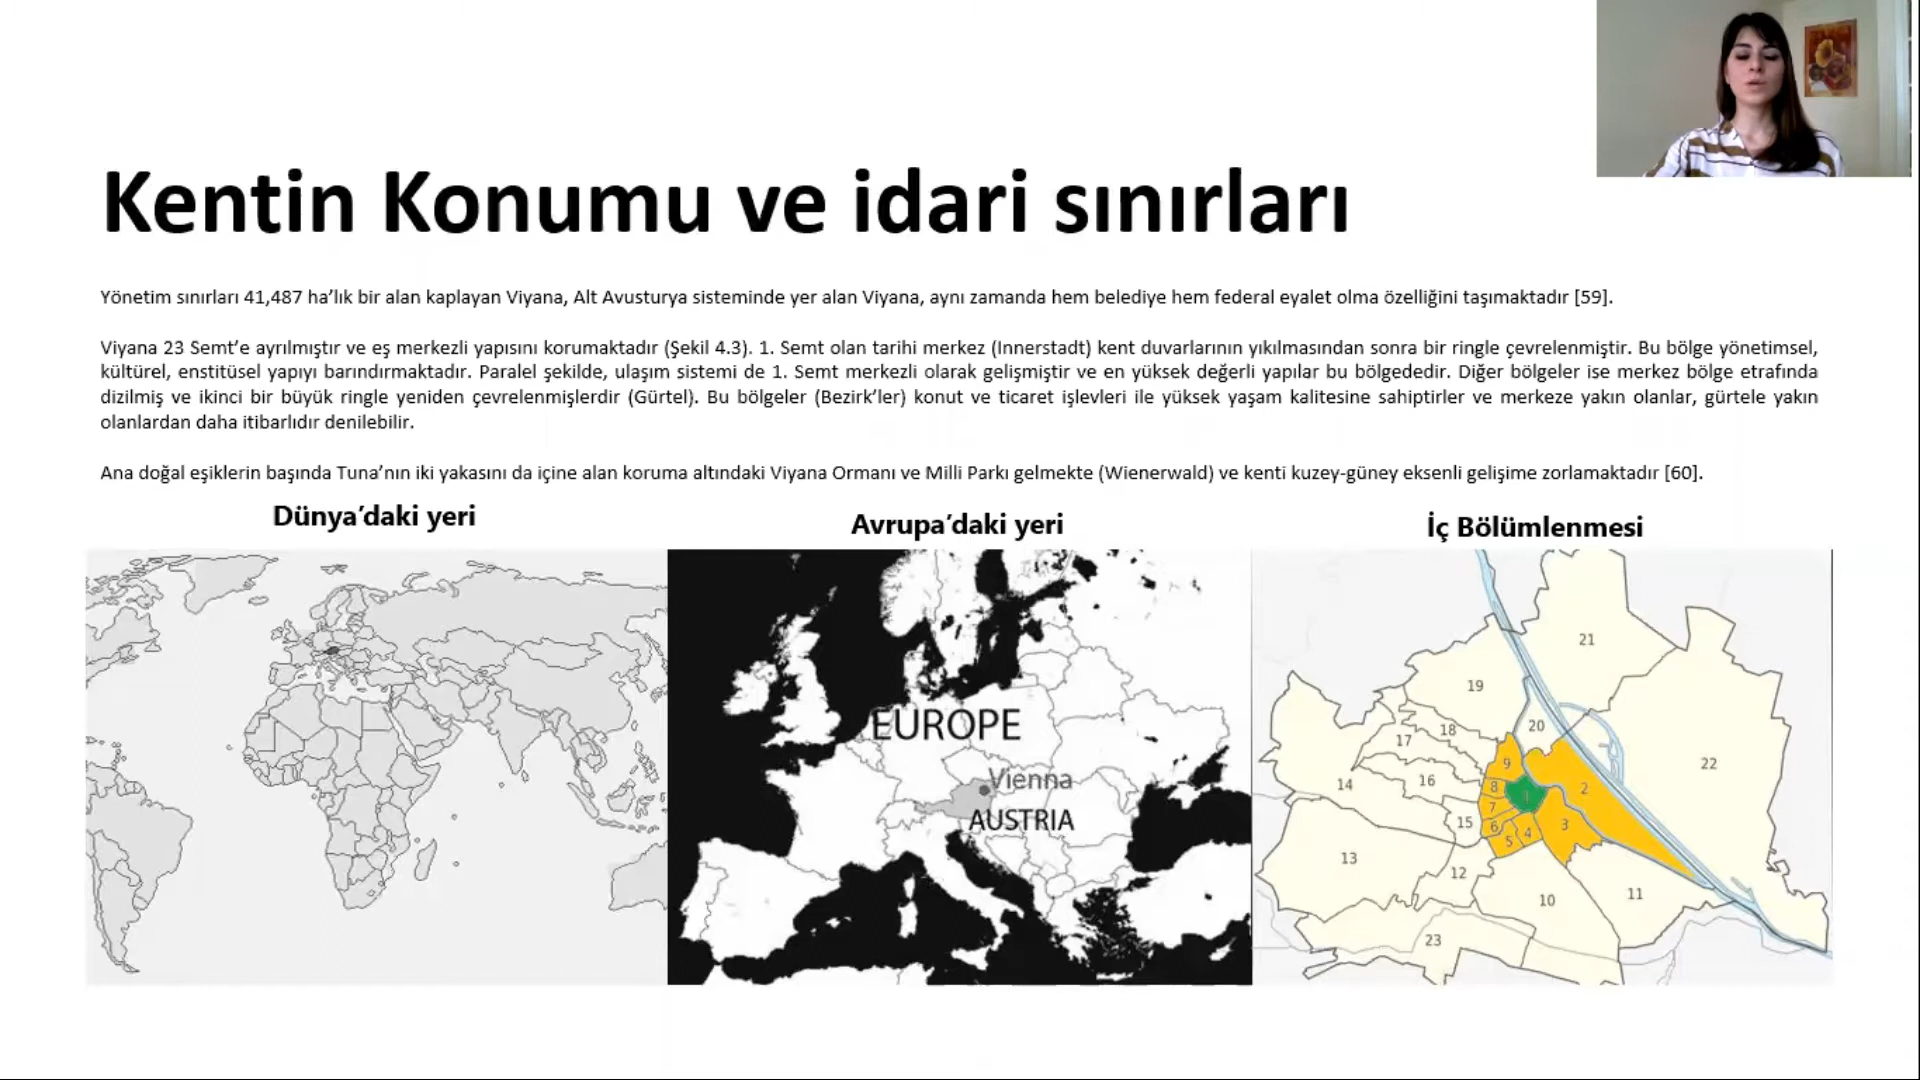 Kentin Konumu ve idari sınırları
Yönetim sınırları 41,487 ha’lık bir alan kaplayan Viyana, Alt Avusturya sisteminde yer alan Viyana, aynı zamanda hem belediye hem federal eyalet olma özelliğini taşımaktadır [59].
Viyana 23 Semt’e ayrılmıştır ve eş merkezli yapısını korumaktadır (Şekil 4.3). 1. Semt olan tarihi merkez (Innerstadt) kent duvarlarının yıkılmasından sonra bir ringle çevrelenmiştir. Bu bölge yönetimsel,
kültürel, enstitüsel yapıyı barındırmaktadır. Paralel şekilde, ulaşım sistemi de 1. Semt merkezli olarak gelişmiştir ve en yüksek değerli yapılar bu bölgededir. Diğer bölgeler ise merkez bölge etrafında
dizilmiş ve ikinci bir büyük ringle yeniden çevrelenmişlerdir (Gürtel). Bu bölgeler (Bezirk’ler) konut ve ticaret işlevleri ile yüksek yaşam kalitesine sahiptirler ve merkeze yakın olanlar, gürtele yakın
olanlardan daha itibarlıdır denilebilir.
Ana doğal eşiklerin başında Tuna’nın iki yakasını da içine alan koruma altındaki Viyana Ormanı ve Milli Parkı gelmekte (Wienerwald) ve kenti kuzey-güney eksenli gelişime zorlamaktadır [60].
Dünya’daki yeri
Avrupa’daki yeri
İç Bölümlenmesi
EUROPE
Vienna
AUSTRIA
21
19
20
18
17
9
22
16
14
8
2
1
7
15
6
3
4
5
13
12
11
10
23